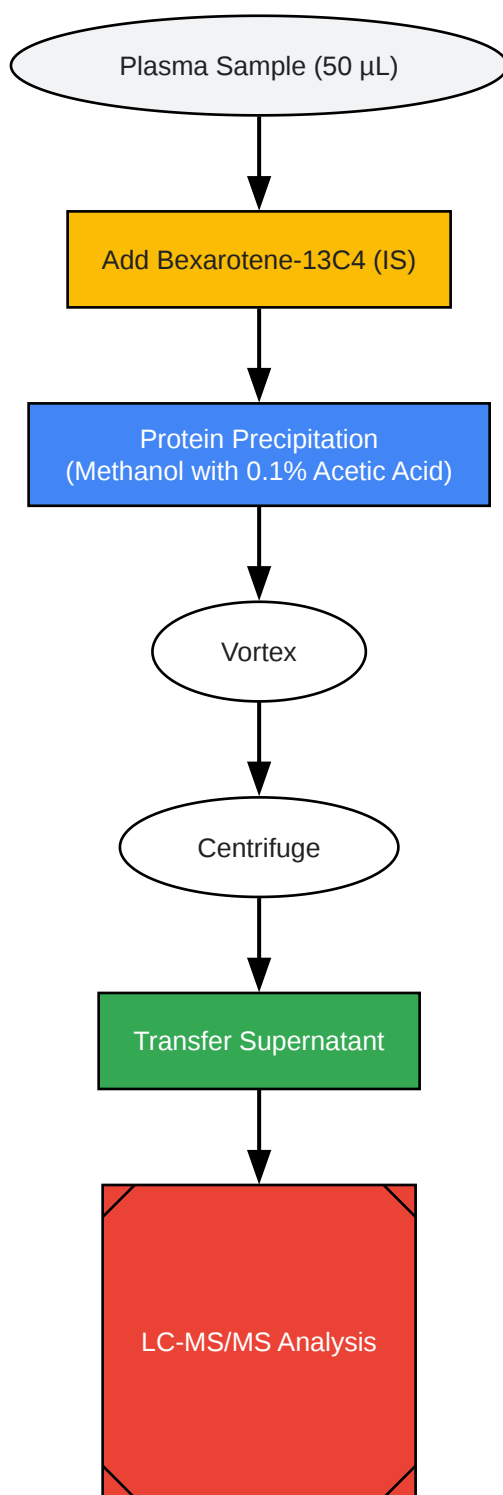 Plasma Sample (50 µL)
Add Bexarotene-13C4 (IS)
Protein Precipitation
(Methanol with 0.1% Acetic Acid)
Vortex
Centrifuge
Transfer Supernatant
LC-MS/MS Analysis